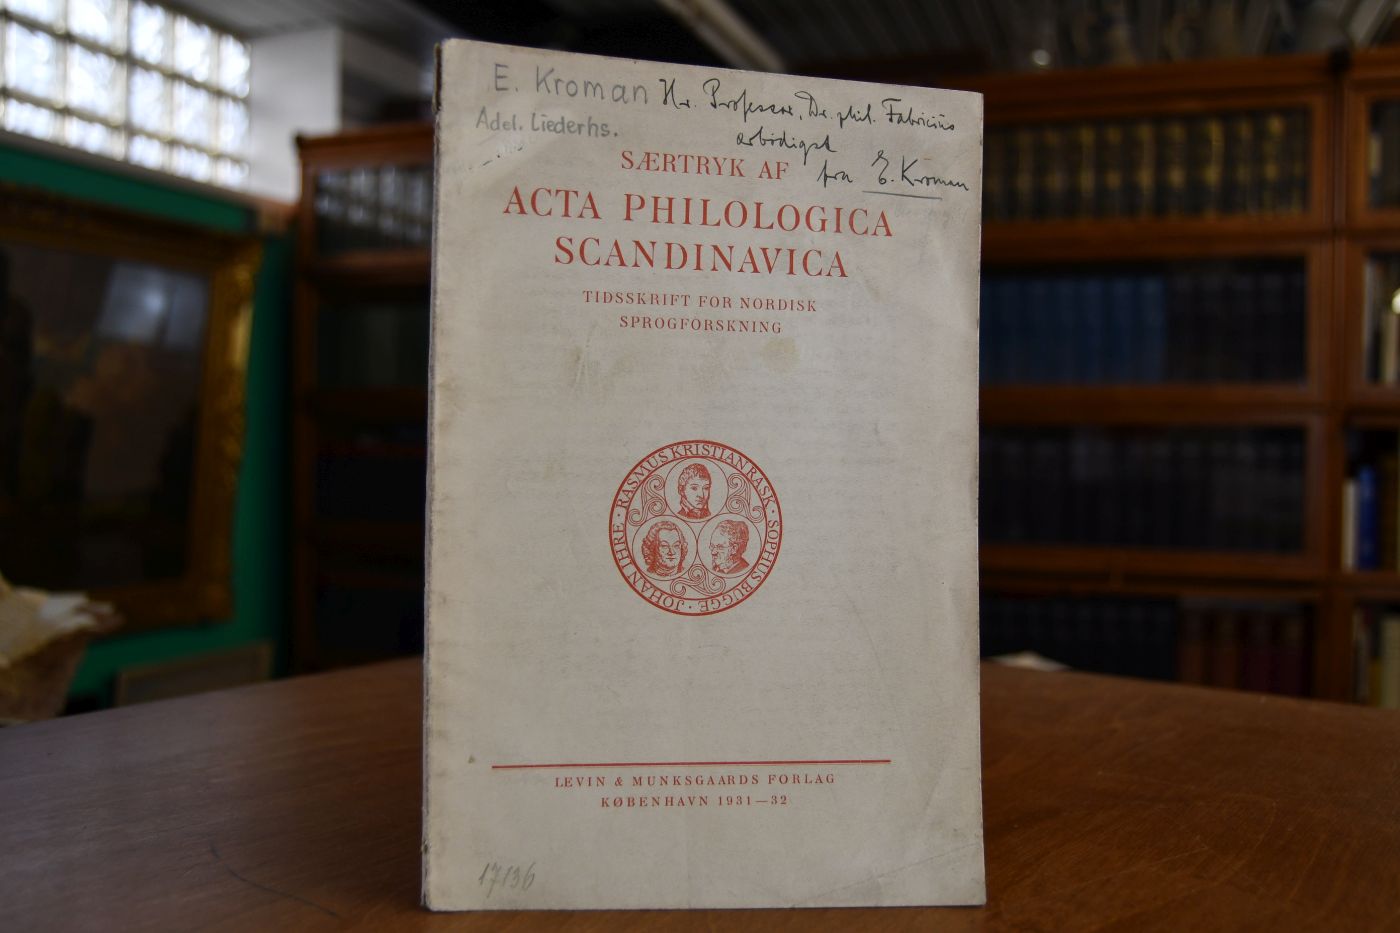 E. Kroman
Adel. Liederhs.
Hr. Professor, Dr. phil. Fabricius
ærbødigst
fra E. Kroman
SÆRTRYK AF
ACTA PHILOLOGICA
SCANDINAVICA
TIDSSKRIFT FOR NORDISK
SPROGFORSKNING
JOHAN IHRE · RASMUS KRISTIAN RASK · SOPHUS BUGGE ·
LEVIN & MUNKSGAARDS FORLAG
KØBENHAVN 1931—32
17136